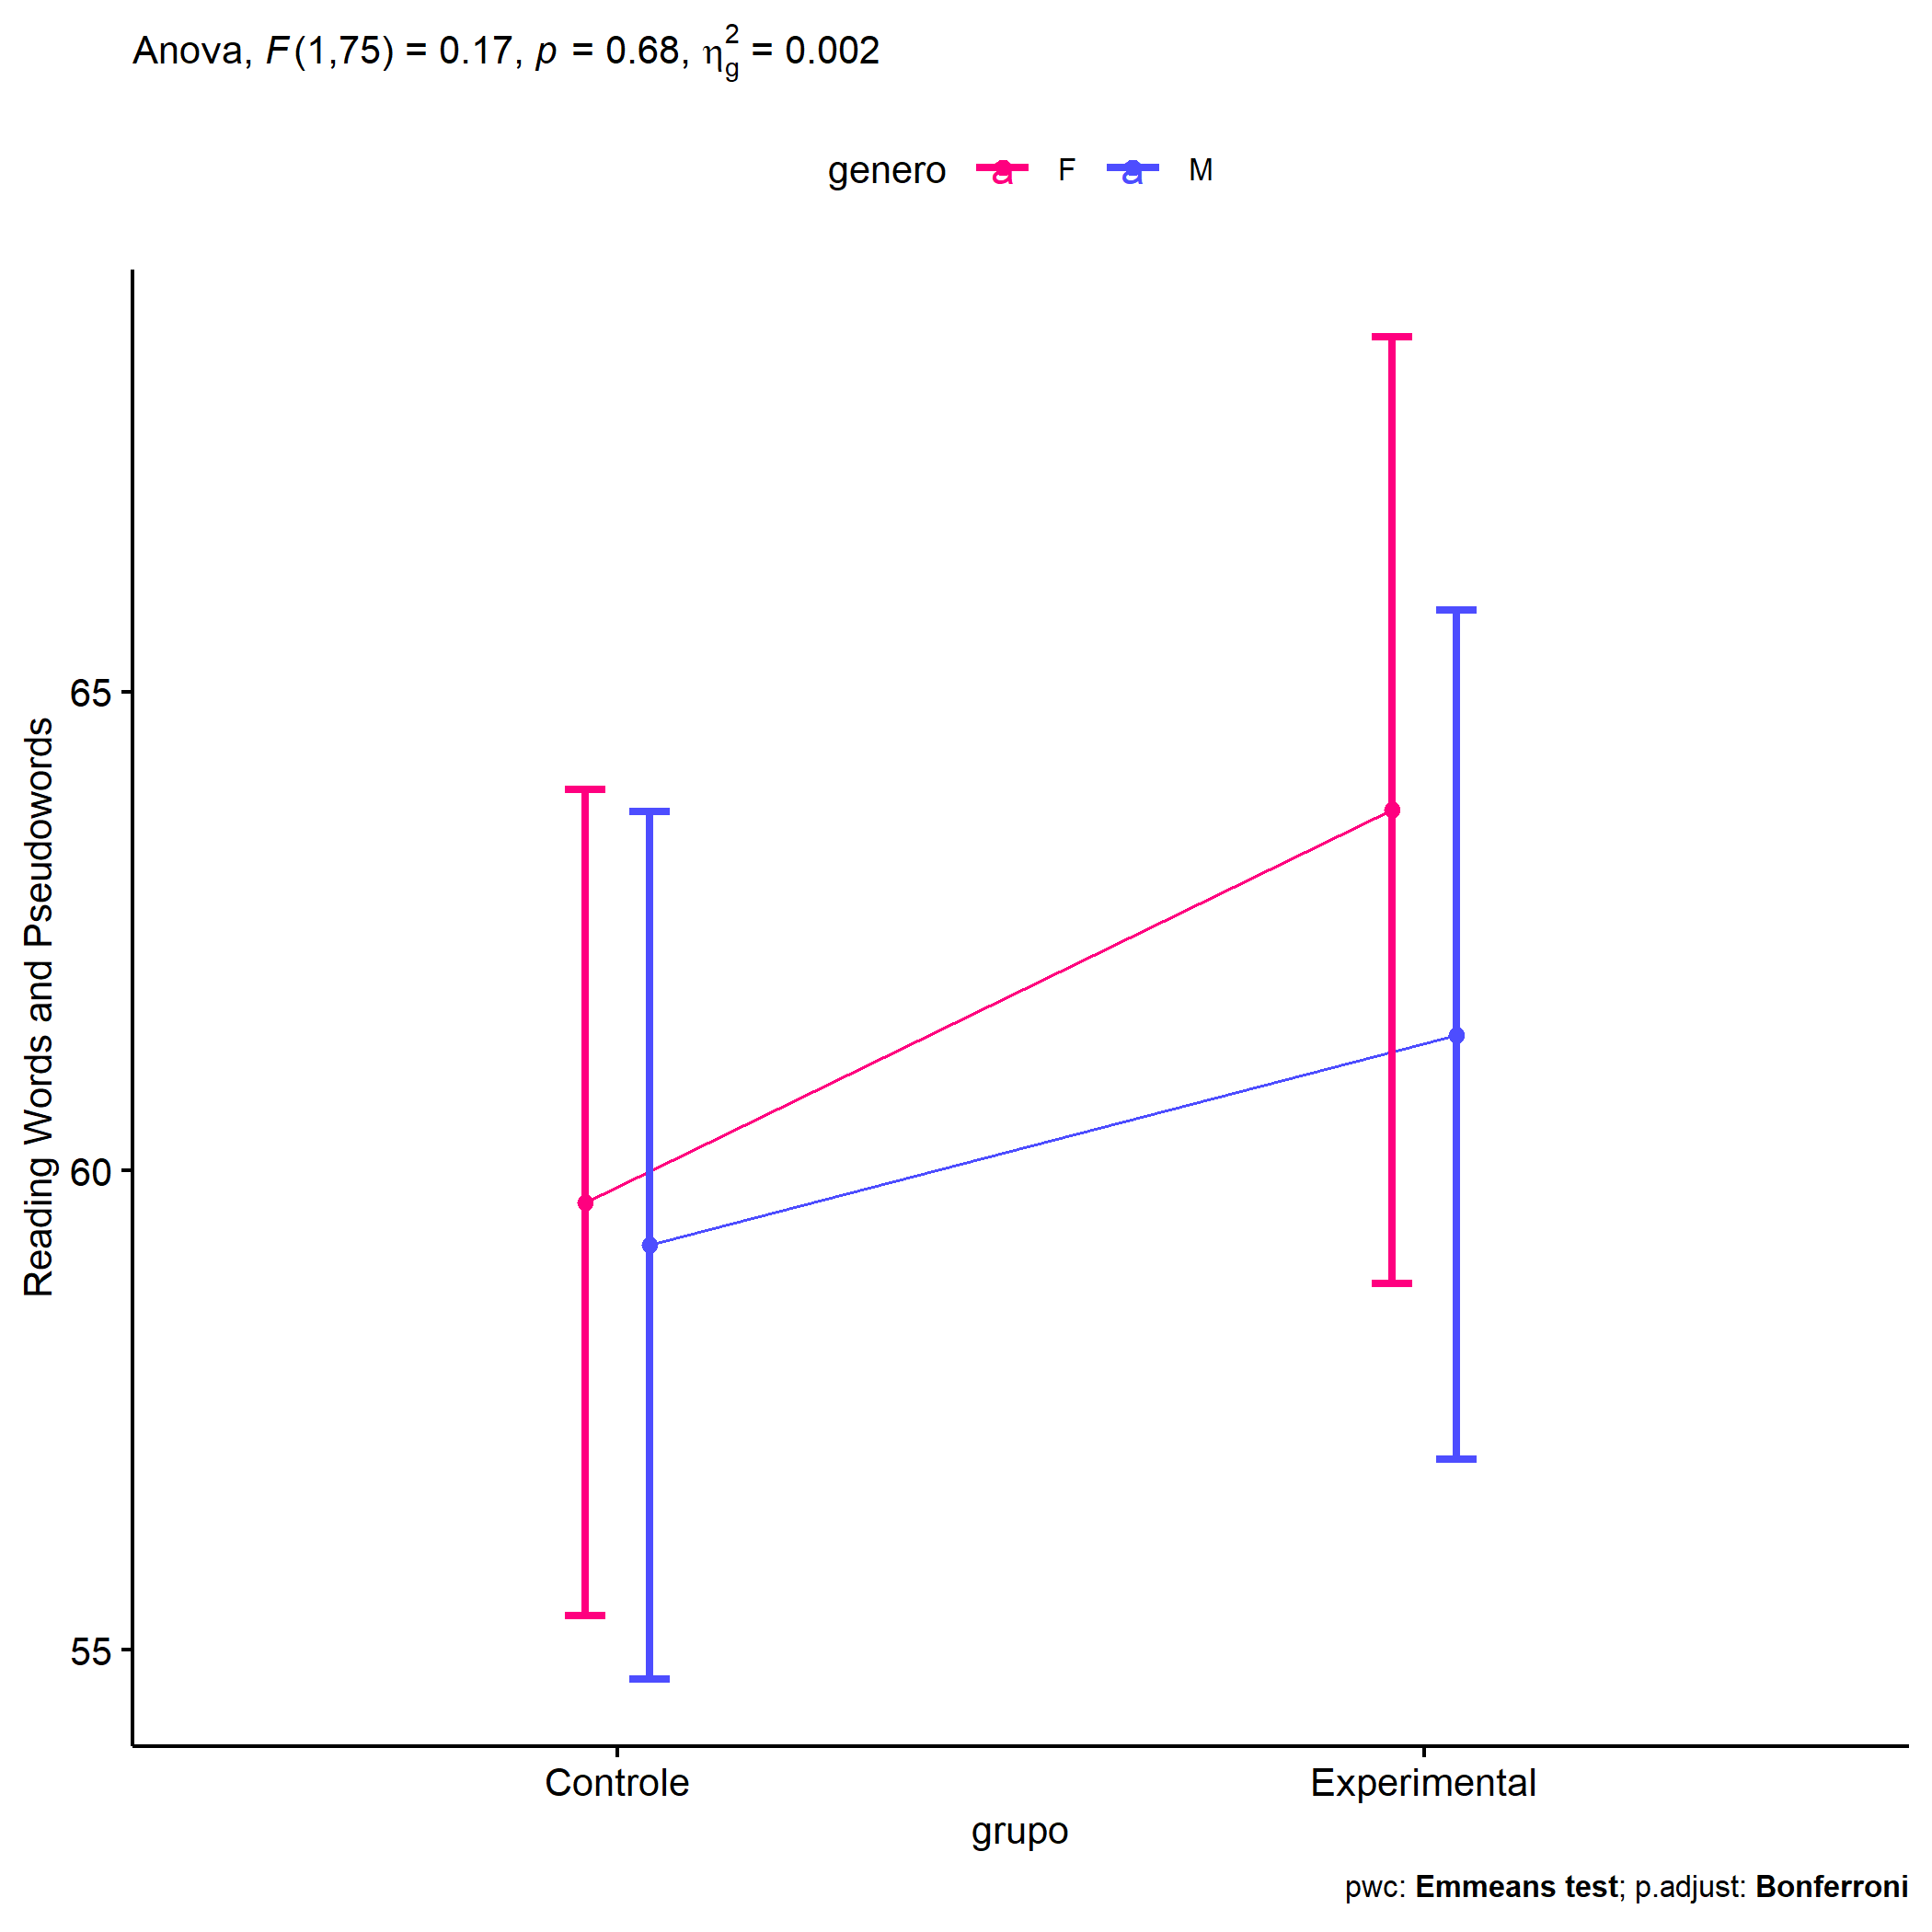 Anova, F(1,75) = 0.17, p = 0.68, η²g = 0.002
genero a F a M
Reading Words and Pseudowords
65
60
55
Controle Experimental
grupo
pwc: Emmeans test; p.adjust: Bonferroni